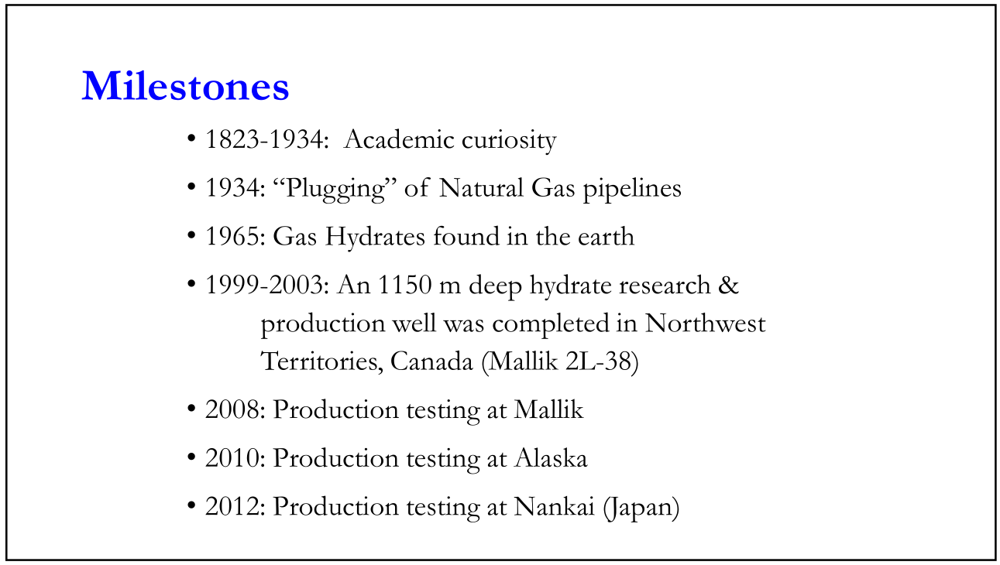 Milestones
• 1823-1934: Academic curiosity
• 1934: “Plugging” of Natural Gas pipelines
• 1965: Gas Hydrates found in the earth
• 1999-2003: An 1150 m deep hydrate research &
production well was completed in Northwest
Territories, Canada (Mallik 2L-38)
• 2008: Production testing at Mallik
• 2010: Production testing at Alaska
• 2012: Production testing at Nankai (Japan)